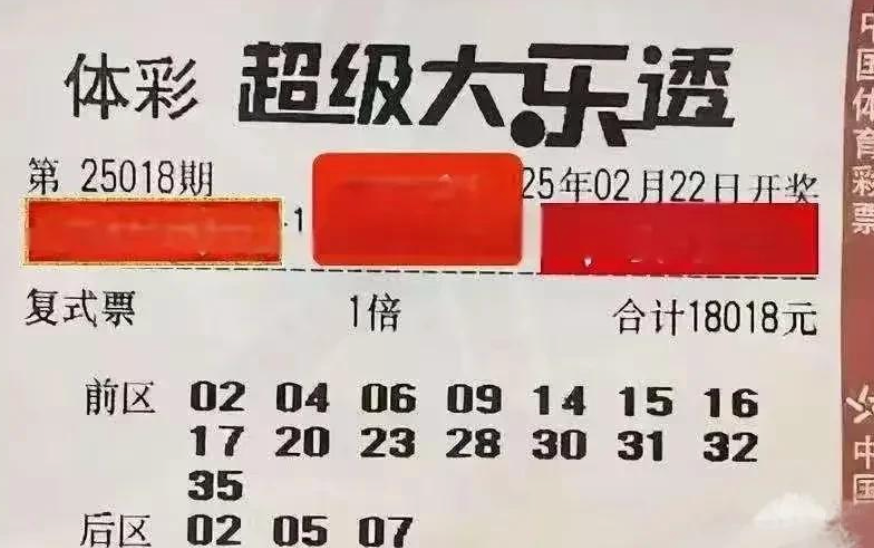 体彩 超级大乐透
第 25018期 25年02月22日开奖
1
复式票 1倍 合计18018元
前区 02 04 06 09 14 15 16
17 20 23 28 30 31 32
35
后区 02 05 07
中国体育彩票
中国